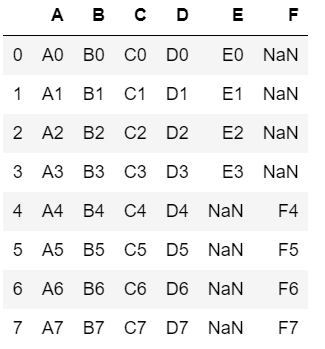 A B C D E F
0 A0 B0 C0 D0 E0 NaN
1 A1 B1 C1 D1 E1 NaN
2 A2 B2 C2 D2 E2 NaN
3 A3 B3 C3 D3 E3 NaN
4 A4 B4 C4 D4 NaN F4
5 A5 B5 C5 D5 NaN F5
6 A6 B6 C6 D6 NaN F6
7 A7 B7 C7 D7 NaN F7